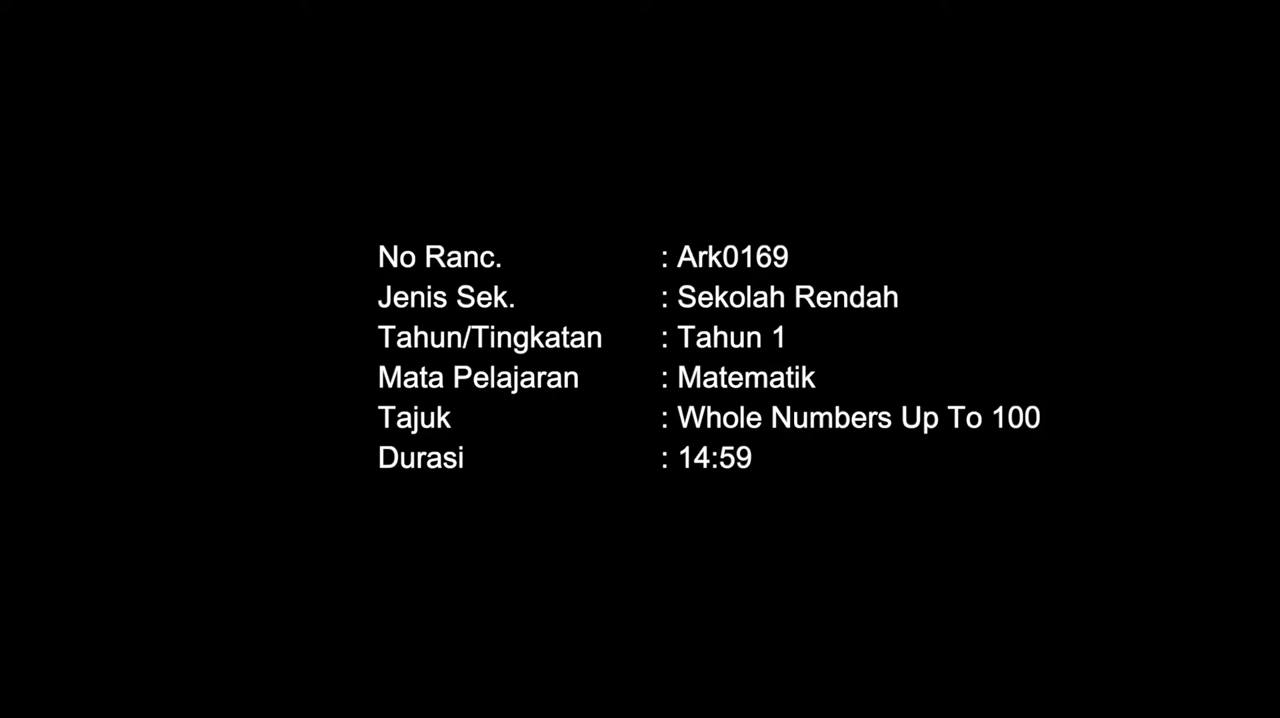 No Ranc. : Ark0169
Jenis Sek. : Sekolah Rendah
Tahun/Tingkatan : Tahun 1
Mata Pelajaran : Matematik
Tajuk : Whole Numbers Up To 100
Durasi : 14:59